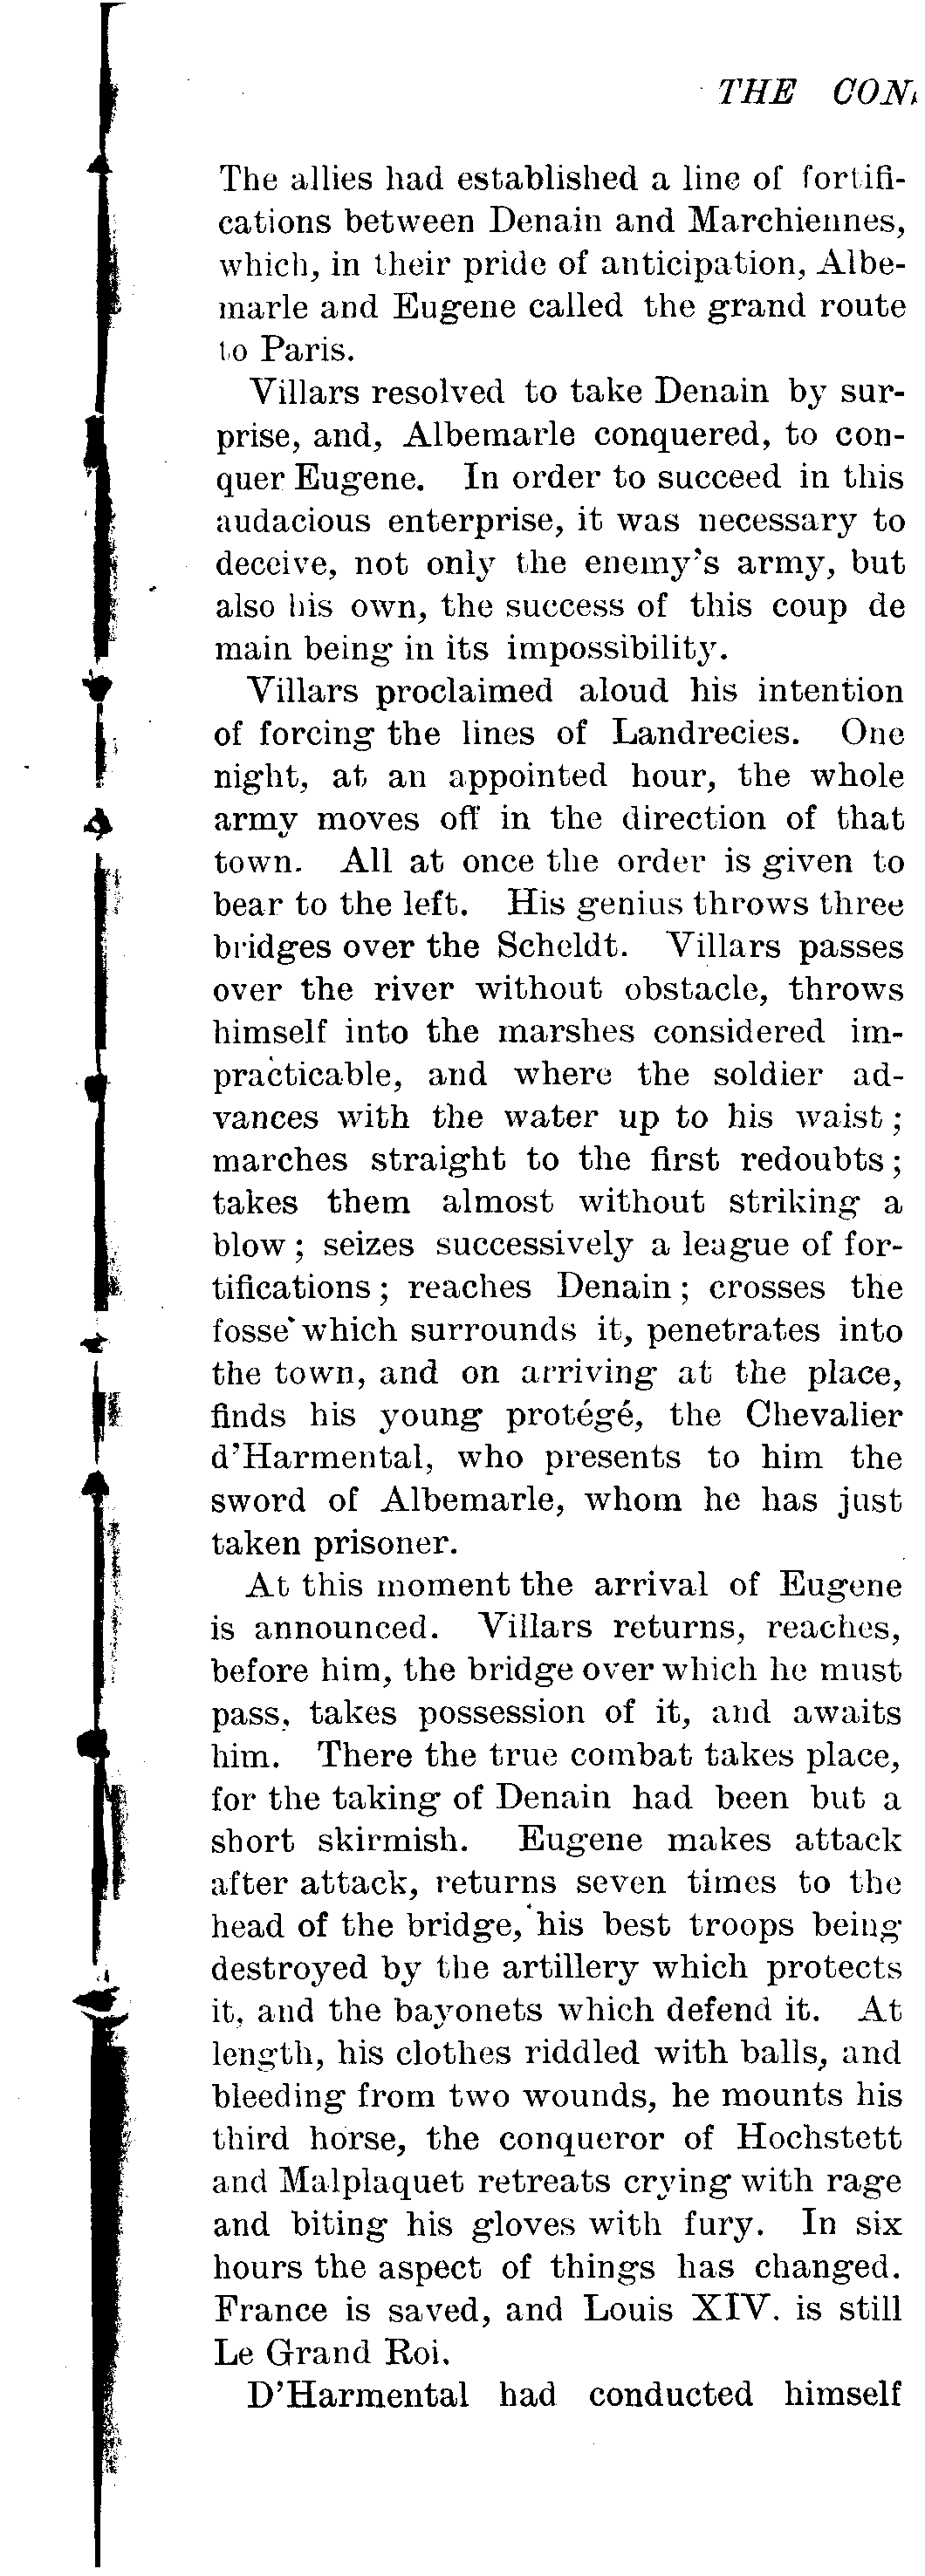 THE CON
The allies had established a line of fortifi-
cations between Denain and Marchiennes,
which, in their pride of anticipation, Albe-
marle and Eugene called the grand route
to Paris.
Villars resolved to take Denain by sur-
prise, and, Albemarle conquered, to con-
quer Eugene. In order to succeed in this
audacious enterprise, it was necessary to
deceive, not only the enemy's army, but
also his own, the success of this coup de
main being in its impossibility.
Villars proclaimed aloud his intention
of forcing the lines of Landrecies. One
night, at an appointed hour, the whole
army moves off in the direction of that
town. All at once the order is given to
bear to the left. His genius throws three
bridges over the Scheldt. Villars passes
over the river without obstacle, throws
himself into the marshes considered im-
practicable, and where the soldier ad-
vances with the water up to his waist;
marches straight to the first redoubts;
takes them almost without striking a
blow; seizes successively a league of for-
tifications; reaches Denain; crosses the
fosse which surrounds it, penetrates into
the town, and on arriving at the place,
finds his young protégé, the Chevalier
d'Harmental, who presents to him the
sword of Albemarle, whom he has just
taken prisoner.
At this moment the arrival of Eugene
is announced. Villars returns, reaches,
before him, the bridge over which he must
pass, takes possession of it, and awaits
him. There the true combat takes place,
for the taking of Denain had been but a
short skirmish. Eugene makes attack
after attack, returns seven times to the
head of the bridge, his best troops being
destroyed by the artillery which protects
it, and the bayonets which defend it. At
length, his clothes riddled with balls, and
bleeding from two wounds, he mounts his
third horse, the conqueror of Hochstett
and Malplaquet retreats crying with rage
and biting his gloves with fury. In six
hours the aspect of things has changed.
France is saved, and Louis XIV. is still
Le Grand Roi.
D'Harmental had conducted himself